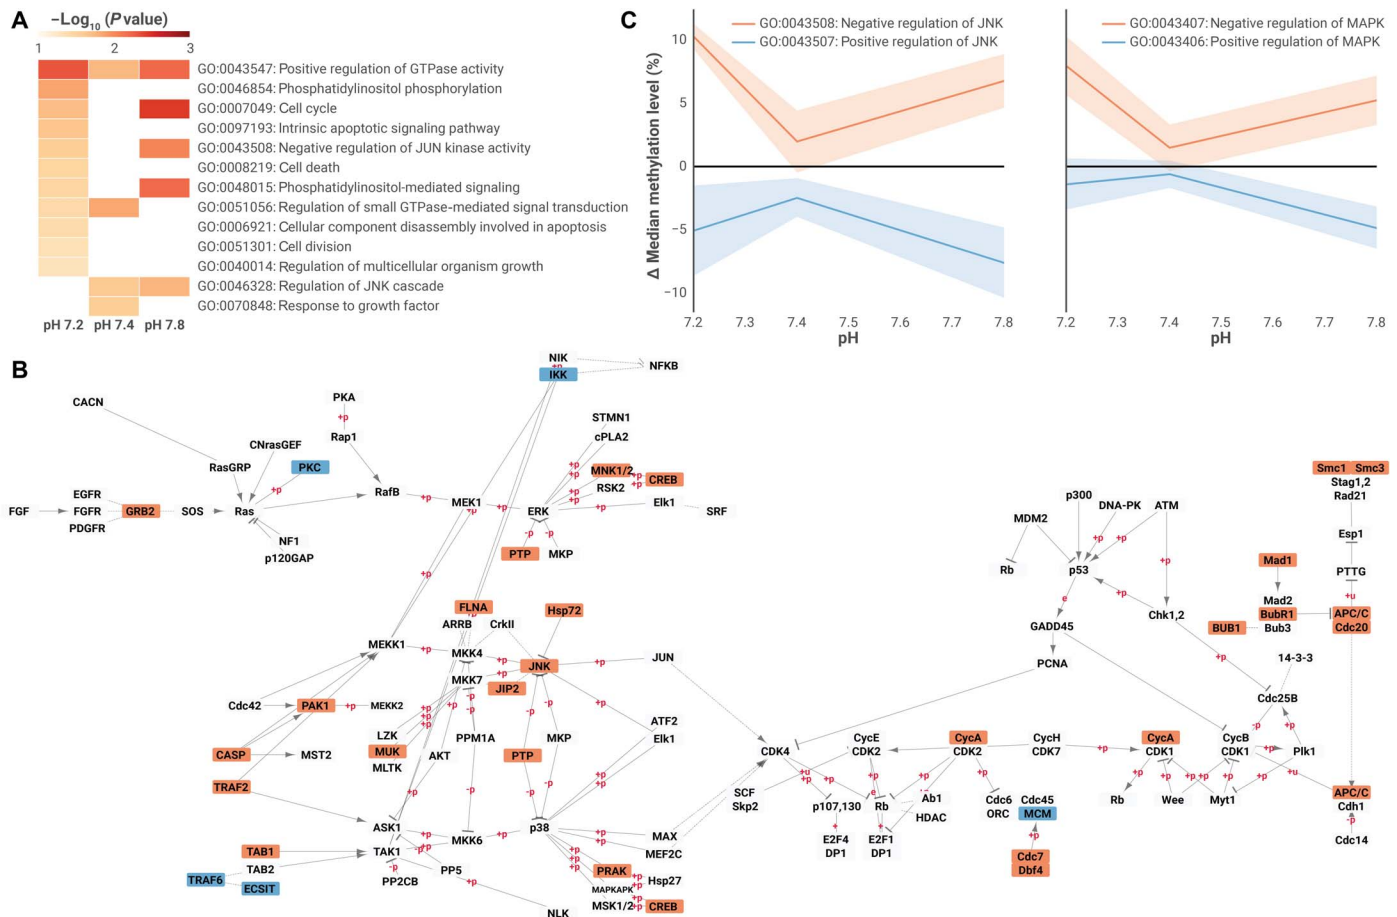 A
−Log10 (P value)
1 2 3
GO:0043547: Positive regulation of GTPase activity
GO:0046854: Phosphatidylinositol phosphorylation
GO:0007049: Cell cycle
GO:0097193: Intrinsic apoptotic signaling pathway
GO:0043508: Negative regulation of JUN kinase activity
GO:0008219: Cell death
GO:0048015: Phosphatidylinositol-mediated signaling
GO:0051056: Regulation of small GTPase-mediated signal transduction
GO:0006921: Cellular component disassembly involved in apoptosis
GO:0051301: Cell division
GO:0040014: Regulation of multicellular organism growth
GO:0046328: Regulation of JNK cascade
GO:0070848: Response to growth factor
pH 7.2 pH 7.4 pH 7.8
C
GO:0043508: Negative regulation of JNK
GO:0043507: Positive regulation of JNK
GO:0043407: Negative regulation of MAPK
GO:0043406: Positive regulation of MAPK
Δ Median methylation level (%)
10
5
0
−5
−10
7.2 7.3 7.4 7.5 7.6 7.7 7.8
pH
7.2 7.3 7.4 7.5 7.6 7.7 7.8
pH
B
NIK
+p
IKK
NFKB
CACN
PKA
+p
Rap1
STMN1
cPLA2
CNrasGEF
RasGRP
PKC
+p
+p
+p
MNK1/2
+p
+p
CREB
RSK2
+p
RafB
+p
MEK1
+p
+p
ERK
+p
Elk1
SRF
EGFR
FGF
FGFR
GRB2
SOS
Ras
PDGFR
NF1
p120GAP
-p
-p
PTP
MKP
+p
Smc1 Smc3
Stag1,2
Rad21
Esp1
PTTG
+u
p300
DNA-PK
ATM
MDM2
+p
+p
+p
Rb
p53
e
+p
Chk1,2
+p
GADD45
PCNA
Mad1
Mad2
BubR1
BUB1
Bub3
APC/C
Cdc20
14-3-3
Cdc25B
FLNA
ARRB
CrkII
Hsp72
MEKK1
+p
MKK4
+p
JNK
+p
JUN
MKK7
+p
JIP2
Cdc42
PAK1
+p
MEKK2
+p
+p
+p
-p
-p
-p
+p
LZK
MUK
MLTK
PPM1A
AKT
PTP
MKP
ATF2
Elk1
CASP
MST2
TRAF2
+p
-p
-p
-p
+p
+p
ASK1
+p
MKK6
+p
p38
+p
+p
MAX
MEF2C
TAB1
TAK1
+p
TAB2
TRAF6
ECSIT
-p
PP2CB
PP5
+p
NLK
+p
+p
+p
PRAK
+p
+p
Hsp27
MAPKAPK
MSK1/2
+p
+p
CREB
CDK4
+u
+p
CycE
CDK2
CycA
CDK2
CycH
CDK7
+p
CycA
CDK1
CycB
CDK1
+p
-p
+p
Plk1
+u
SCF
Skp2
+p
e
+p
+p
p107,130
+
E2F4
DP1
Rb
+p
E2F1
DP1
Ab1
HDAC
Cdc6
ORC
Cdc45
MCM
+p
Cdc7
Dbf4
+p
+p
+p
+p
+p
Rb
Wee
Myt1
APC/C
Cdh1
-p
Cdc14